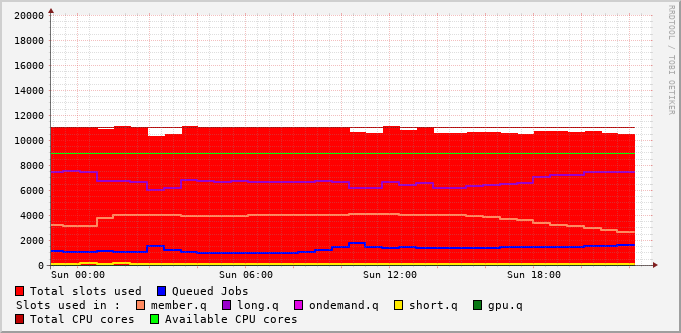 20000
18000
16000
14000
12000
10000
8000
6000
4000
2000
0
Sun 00:00 Sun 06:00 Sun 12:00 Sun 18:00
Total slots used Queued Jobs
Slots used in : member.q long.q ondemand.q short.q gpu.q
Total CPU cores Available CPU cores
RRDTOOL / TOBI OETIKER